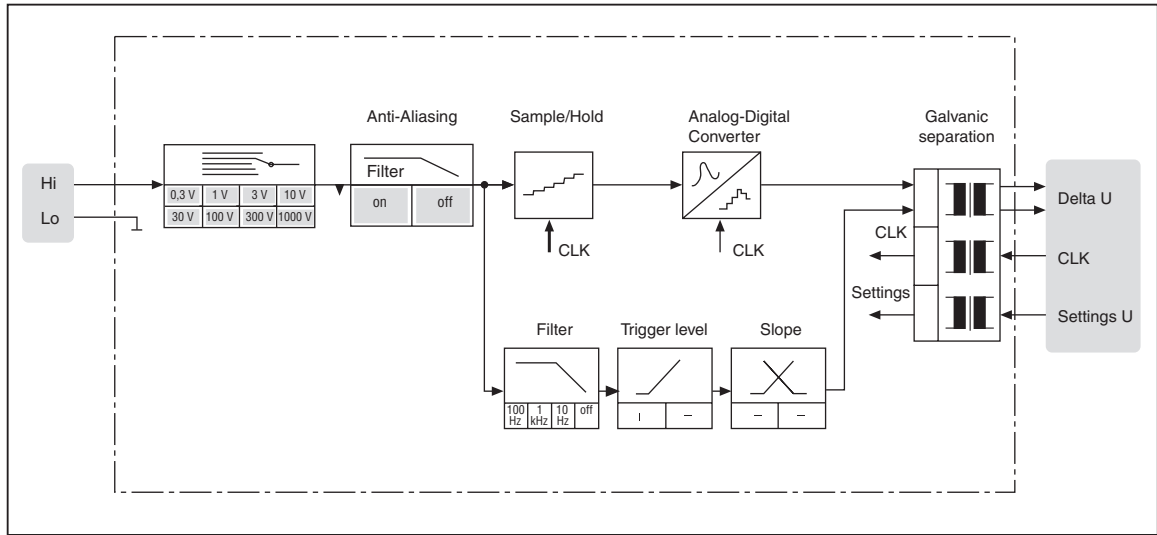 Anti-Aliasing
Sample/Hold
Analog-Digital
Converter
Galvanic
separation
Hi
Lo
0,3 V 1 V 3 V 10 V
30 V 100 V 300 V 1000 V
Filter
on off
CLK
CLK
CLK
Settings
Delta U
CLK
Settings U
Filter
Trigger level
Slope
100 Hz
1 kHz
10 Hz
off